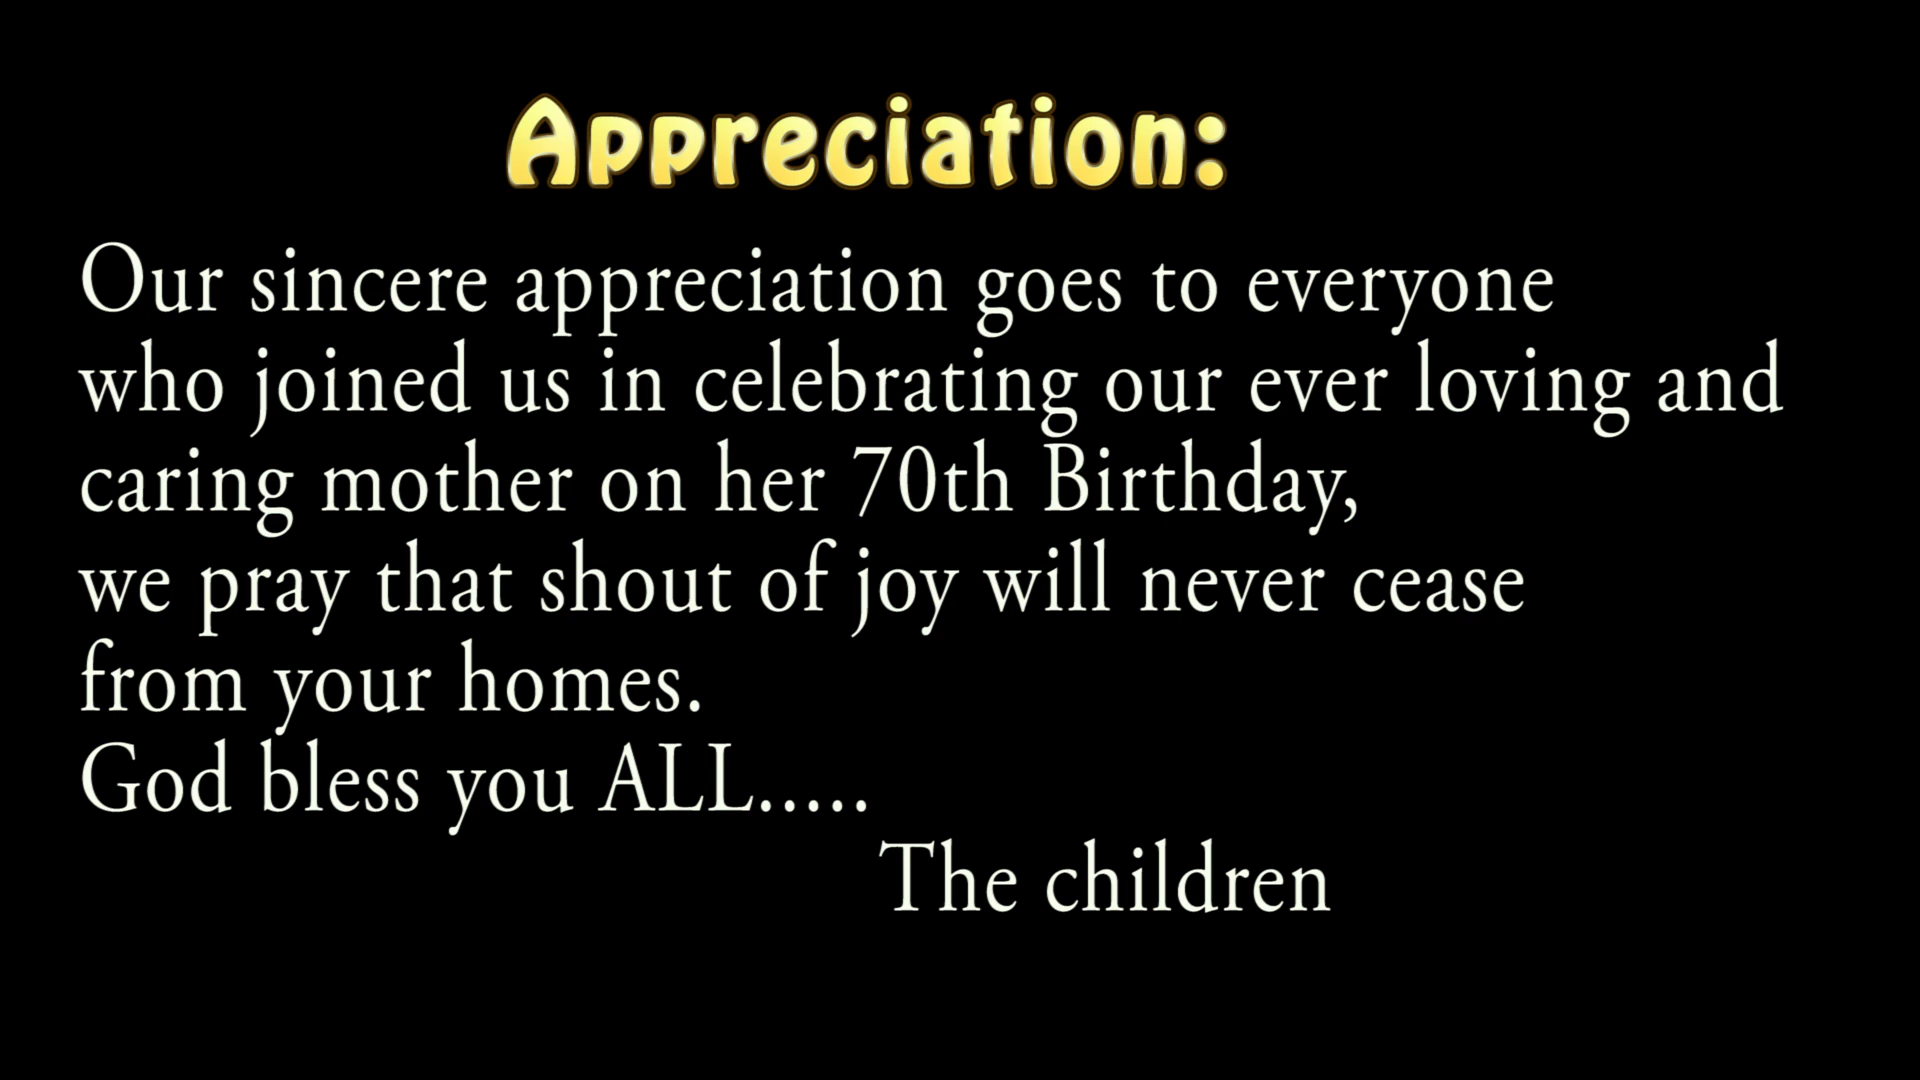 Appreciation:
Our sincere appreciation goes to everyone
who joined us in celebrating our ever loving and
caring mother on her 70th Birthday,
we pray that shout of joy will never cease
from your homes.
God bless you ALL.....
The children